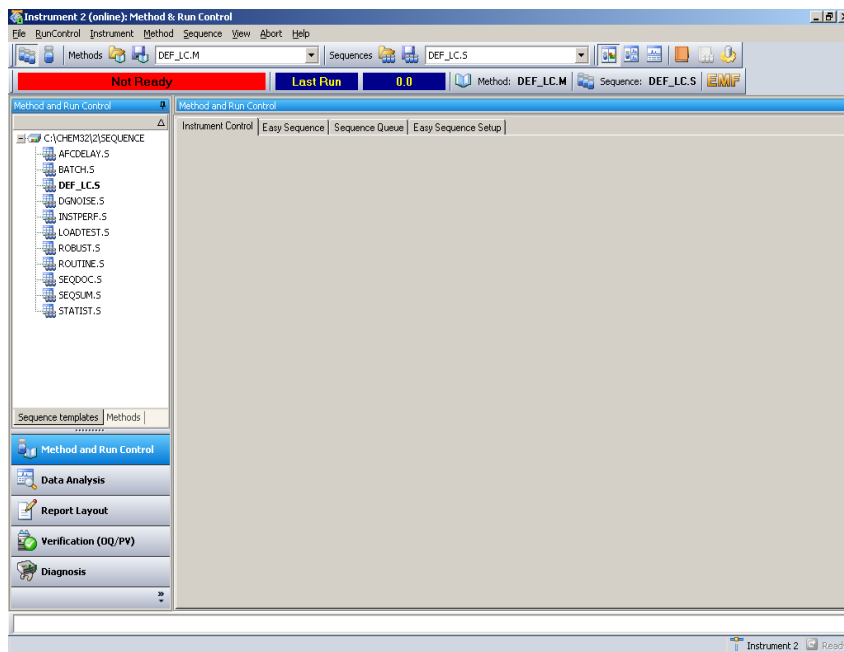 Instrument 2 (online): Method & Run Control
File RunControl Instrument Method Sequence View Abort Help
Methods DEF_LC.M Sequences DEF_LC.S
Not Ready Last Run 0.0 Method: DEF_LC.M Sequence: DEF_LC.S EMF
Method and Run Control Method and Run Control
Instrument Control Easy Sequence Sequence Queue Easy Sequence Setup
C:\CHEM32\2\SEQUENCE
AFCDELAY.S
BATCH.S
DEF_LC.S
DGNOISE.S
INSTPERF.S
LOADTEST.S
ROBUST.S
ROUTINE.S
SEQDOC.S
SEQSUM.S
STATIST.S
Sequence templates Methods
Method and Run Control
Data Analysis
Report Layout
Verification (OQ/PV)
Diagnosis
Instrument 2 Read